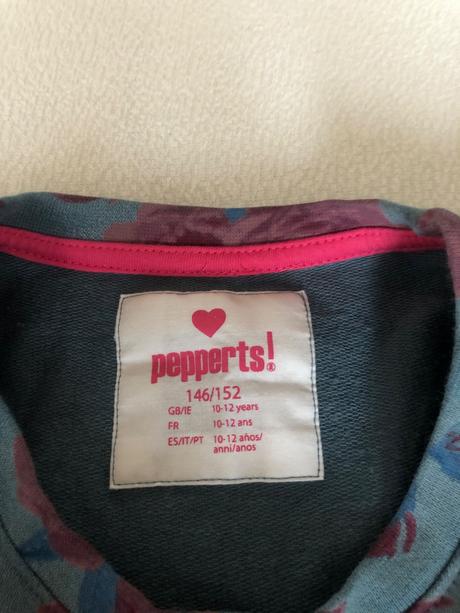 pepperts!®
146/152
GB/IE 10-12 years
FR 10-12 ans
ES/IT/PT 10-12 años/
anni/anos